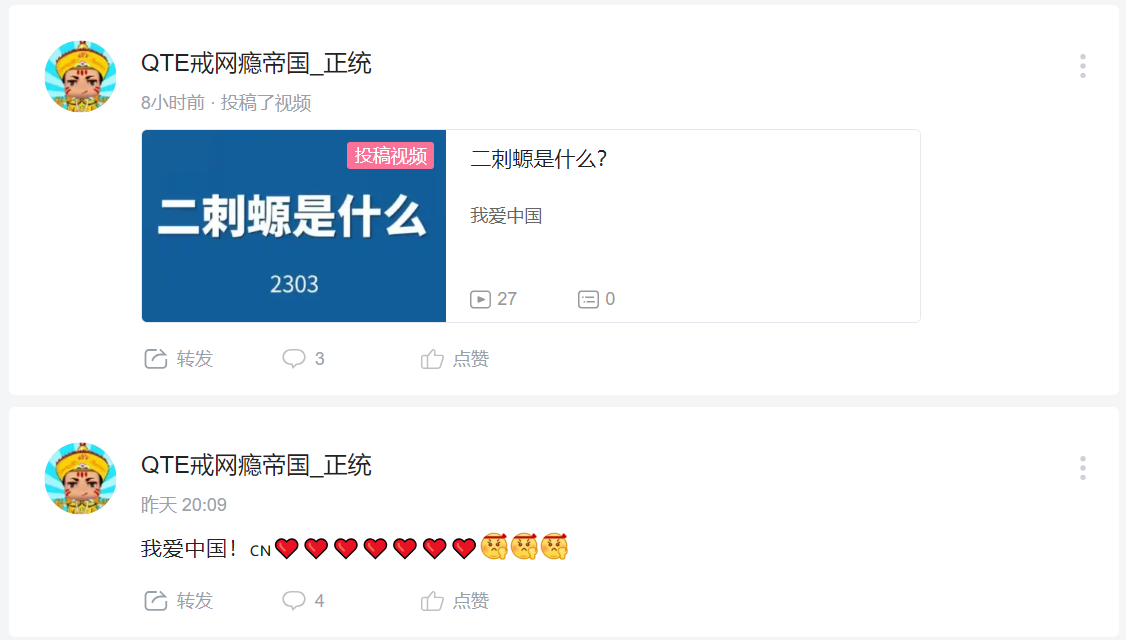 QTE戒网瘾帝国_正统
8小时前 · 投稿了视频
投稿视频
二刺螈是什么
2303
二刺螈是什么?
我爱中国
27 0
转发 3 点赞
QTE戒网瘾帝国_正统
昨天 20:09
我爱中国！CN
转发 4 点赞